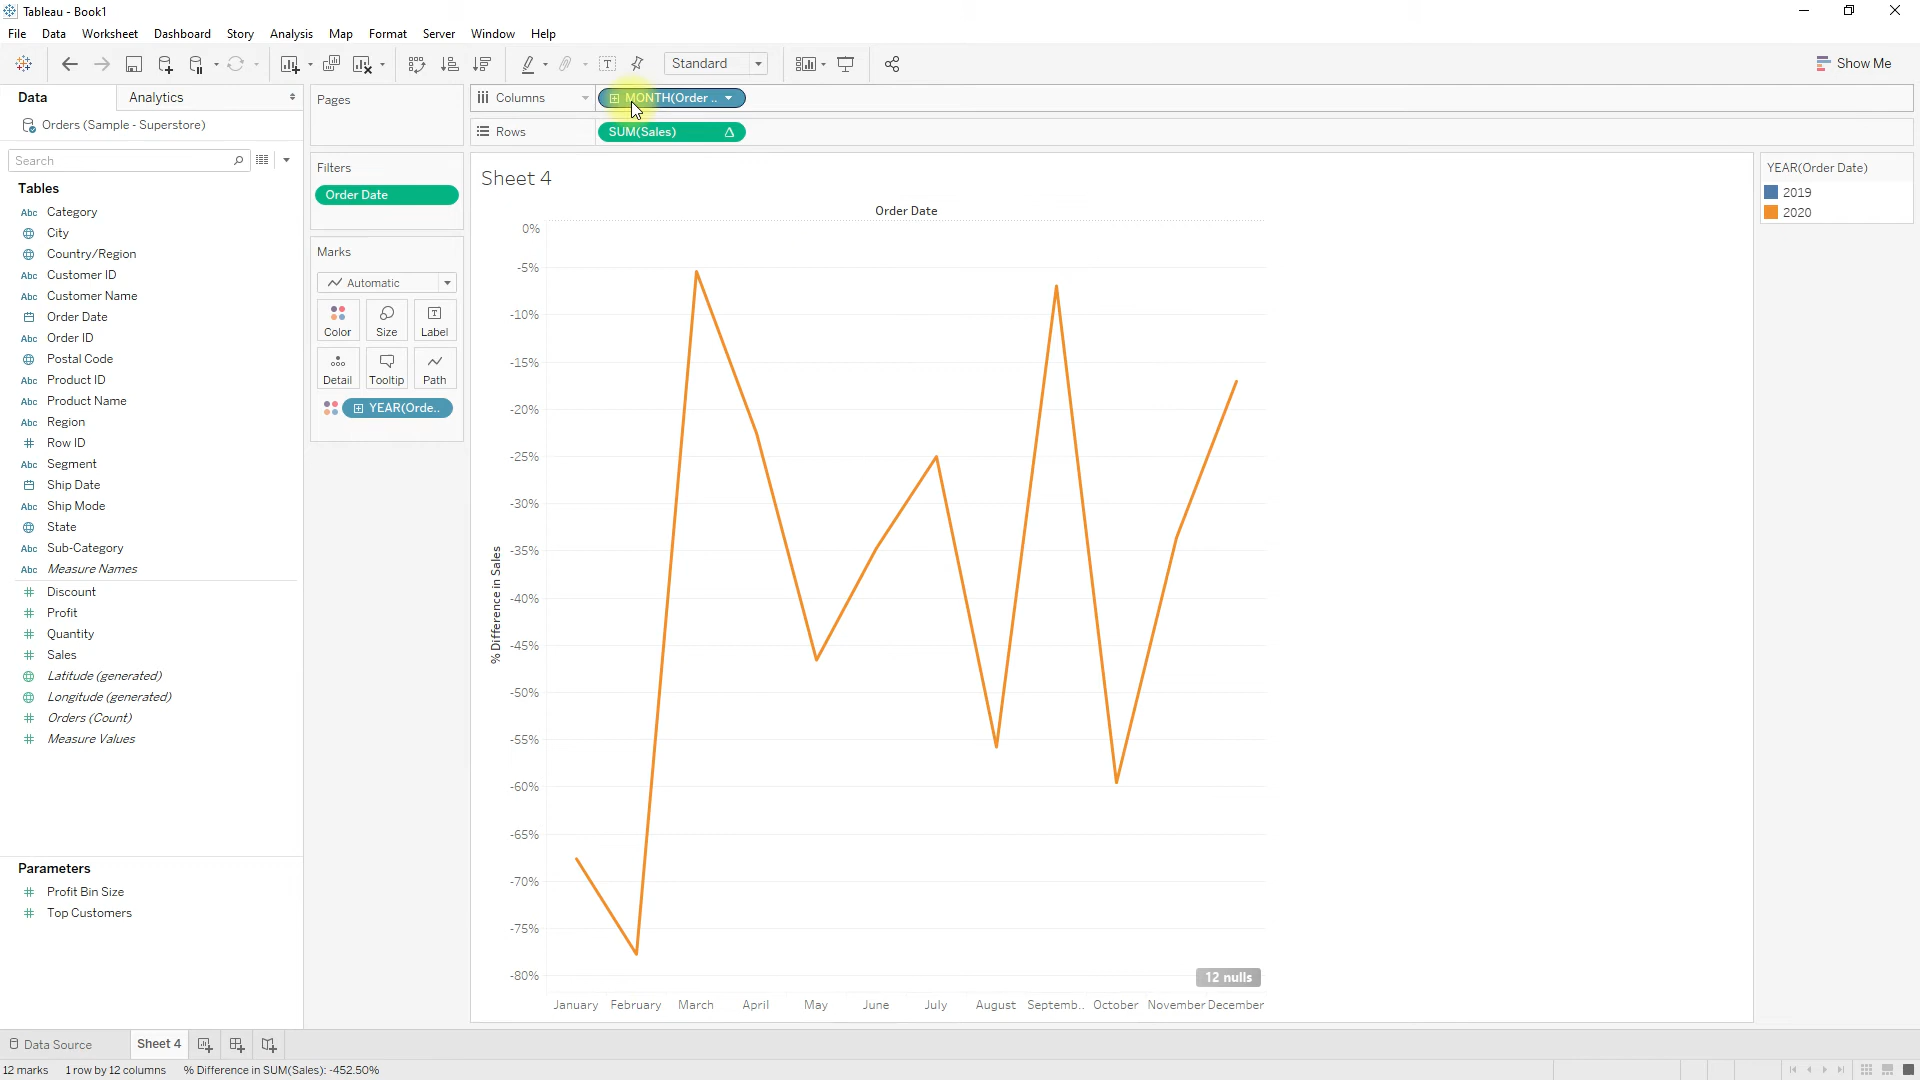 Tableau - Book1
File Data Worksheet Dashboard Story Analysis Map Format Server Window Help
Standard
Show Me
Data
Analytics
Orders (Sample - Superstore)
Search
Tables
Abc Category
City
Country/Region
Abc Customer ID
Abc Customer Name
Order Date
Abc Order ID
Postal Code
Abc Product ID
Abc Product Name
Abc Region
# Row ID
Abc Segment
Ship Date
Abc Ship Mode
State
Abc Sub-Category
Abc Measure Names
# Discount
# Profit
# Quantity
# Sales
Latitude (generated)
Longitude (generated)
# Orders (Count)
# Measure Values
Parameters
# Profit Bin Size
# Top Customers
Pages
Filters
Order Date
Marks
Automatic
Color Size Label
Detail Tooltip Path
YEAR(Orde..
Columns
MONTH(Order ..
Rows
SUM(Sales) Δ
Sheet 4
Order Date
% Difference in Sales
0%
-5%
-10%
-15%
-20%
-25%
-30%
-35%
-40%
-45%
-50%
-55%
-60%
-65%
-70%
-75%
-80%
12 nulls
January February March April May June July August Septemb.. October November December
YEAR(Order Date)
2019
2020
Data Source
Sheet 4
12 marks 1 row by 12 columns % Difference in SUM(Sales): -452.50%